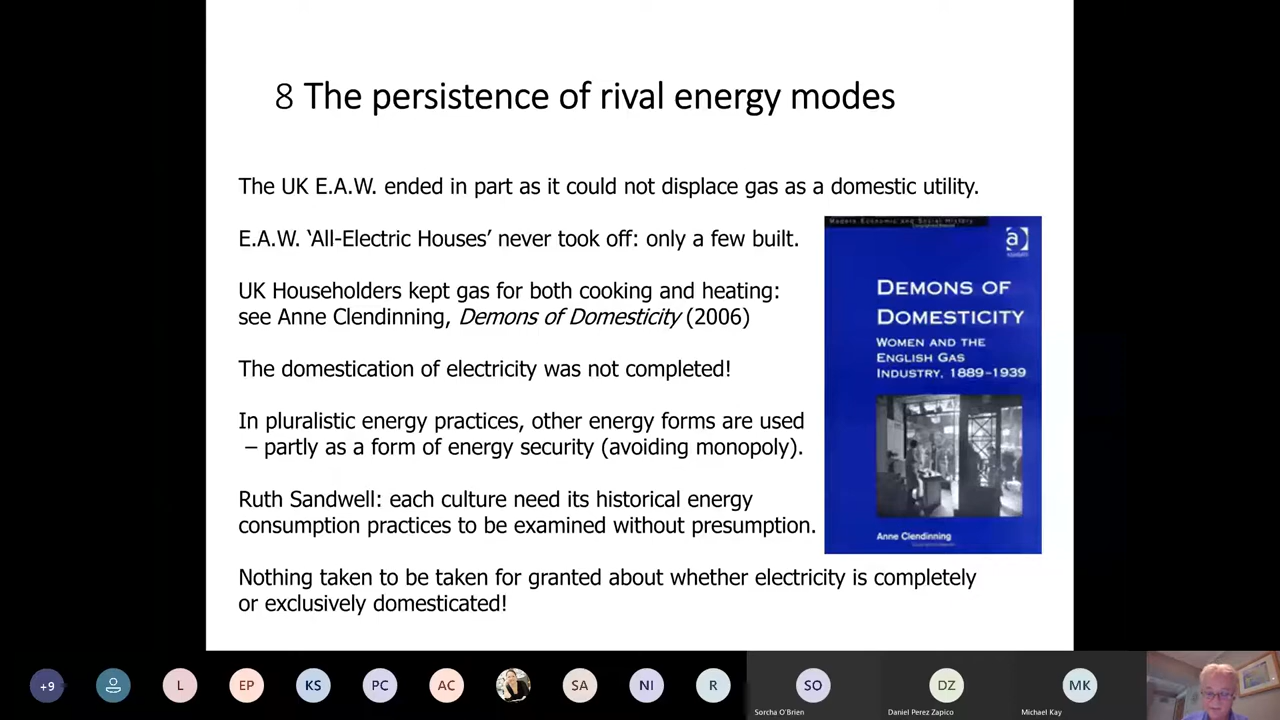 8 The persistence of rival energy modes
The UK E.A.W. ended in part as it could not displace gas as a domestic utility.
E.A.W. ‘All-Electric Houses’ never took off: only a few built.
UK Householders kept gas for both cooking and heating:
see Anne Clendinning, Demons of Domesticity (2006)
The domestication of electricity was not completed!
In pluralistic energy practices, other energy forms are used
– partly as a form of energy security (avoiding monopoly).
Ruth Sandwell: each culture need its historical energy
consumption practices to be examined without presumption.
Nothing taken to be taken for granted about whether electricity is completely
or exclusively domesticated!
Modern Economic and Social History
a
DEMONS OF
DOMESTICITY
WOMEN AND THE
ENGLISH GAS
INDUSTRY, 1889–1939
Anne Clendinning
+9
L
EP
KS
PC
AC
SA
NI
R
SO
DZ
MK
Sorcha O'Brien
Daniel Perez Zapico
Michael Kay